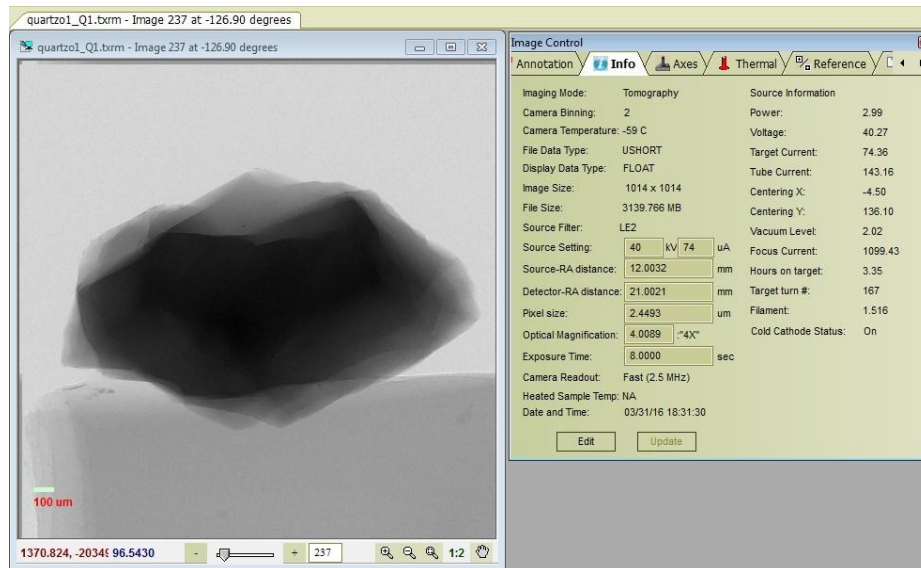 quartzo1_Q1.txrm - Image 237 at -126.90 degrees
quartzo1_Q1.txrm - Image 237 at -126.90 degrees
100 um
1370.824, -2034 96.5430
- + 237 1:2
Image Control
Annotation Info Axes Thermal Reference
Imaging Mode: Tomography
Camera Binning: 2
Camera Temperature: -59 C
File Data Type: USHORT
Display Data Type: FLOAT
Image Size: 1014 x 1014
File Size: 3139.766 MB
Source Filter: LE2
Source Setting: 40 kV 74 uA
Source-RA distance: 12.0032 mm
Detector-RA distance: 21.0021 mm
Pixel size: 2.4493 um
Optical Magnification: 4.0089 :"4X"
Exposure Time: 8.0000 sec
Camera Readout: Fast (2.5 MHz)
Heated Sample Temp: NA
Date and Time: 03/31/16 18:31:30
Edit Update
Source Information
Power: 2.99
Voltage: 40.27
Target Current: 74.36
Tube Current: 143.16
Centering X: -4.50
Centering Y: 136.10
Vacuum Level: 2.02
Focus Current: 1099.43
Hours on target: 3.35
Target turn #: 167
Filament: 1.516
Cold Cathode Status: On